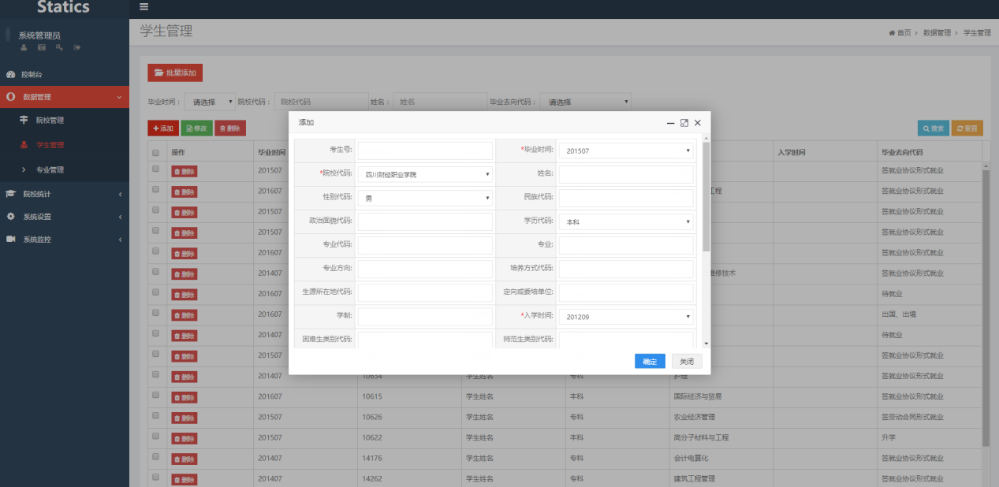 Statics
系统管理员
学生管理
首页 > 数据管理 > 学生管理
控制台
数据管理
院校管理
学生管理
专业管理
院校统计
系统设置
系统监控
批量添加
毕业时间: 请选择 院校代码: 院校代码 姓名: 姓名 毕业去向代码: 请选择
添加 修改 删除 搜索 重置
操作 毕业时间 入学时间 毕业去向代码
删除 201507 签就业协议形式就业
删除 201607 工程 签就业协议形式就业
删除 201507 签就业协议形式就业
删除 201507 签就业协议形式就业
删除 201607 签就业协议形式就业
删除 201407 维修技术 签就业协议形式就业
删除 201607 待就业
删除 201607 出国、出境
删除 201407 待就业
删除 201507 签就业协议形式就业
删除 201407 10634 学生姓名 专科 护理 签就业协议形式就业
删除 201607 10615 学生姓名 本科 国际经济与贸易 签就业协议形式就业
删除 201507 10626 学生姓名 专科 农业经济管理 签劳动合同形式就业
删除 201507 10622 学生姓名 本科 高分子材料与工程 升学
删除 201407 14176 学生姓名 专科 会计电算化 签就业协议形式就业
删除 201407 14262 学生姓名 专科 建筑工程管理 签就业协议形式就业
添加
考生号: *毕业时间: 201507
*院校代码: 四川财经职业学院 姓名:
性别代码: 男 民族代码:
政治面貌代码: 学历代码: 本科
专业代码: 专业:
专业方向: 培养方式代码:
生源所在地代码: 定向或委培单位:
学制: *入学时间: 201209
困难生类别代码: 师范生类别代码:
确定 关闭